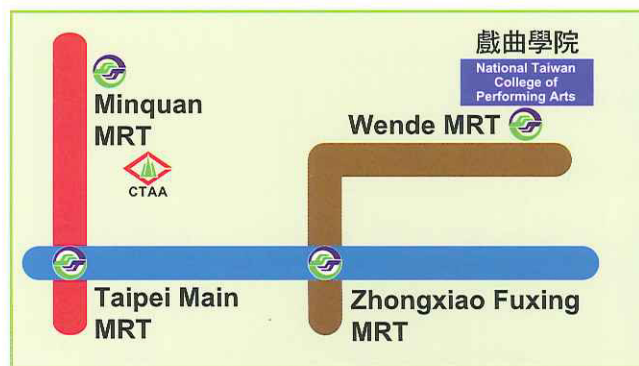 戲曲學院
National Taiwan
College of
Performing Arts
Minquan
MRT
Wende MRT
CTAA
Taipei Main
MRT
Zhongxiao Fuxing
MRT